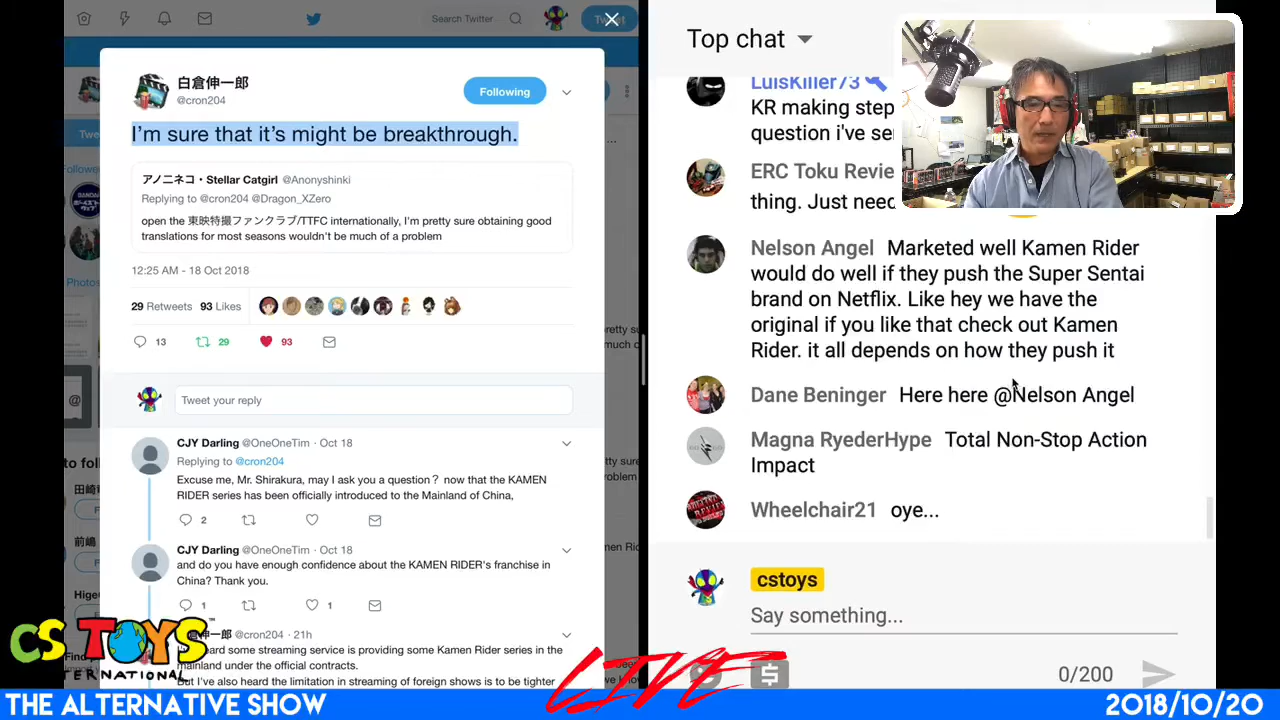 Search Twitter
白倉伸一郎
@cron204
Following
I'm sure that it's might be breakthrough.
アノニネコ・Stellar Catgirl @Anonyshinki
Replying to @cron204 @Dragon_XZero
open the 東映特撮ファンクラブ/TTFC internationally, I'm pretty sure obtaining good
translations for most seasons wouldn't be much of a problem
12:25 AM - 18 Oct 2018
29 Retweets 93 Likes
13 29 93
Tweet your reply
CJY Darling @OneOneTim · Oct 18
Replying to @cron204
Excuse me, Mr. Shirakura, may I ask you a question? now that the KAMEN
RIDER series has been officially introduced to the Mainland of China,
2
CJY Darling @OneOneTim · Oct 18
and do you have enough confidence about the KAMEN RIDER's franchise in
China? Thank you.
1 1
伸一郎 @cron204 · 21h
some streaming service is providing some Kamen Rider series in the
mainland under the official contracts.
But I've also heard the limitation in streaming of foreign shows is to be tighter
Top chat
LuisKiller73
KR making step
question i've se
ERC Toku Revie
thing. Just need
Nelson Angel Marketed well Kamen Rider
would do well if they push the Super Sentai
brand on Netflix. Like hey we have the
original if you like that check out Kamen
Rider. it all depends on how they push it
Dane Beninger Here here @Nelson Angel
Magna RyederHype Total Non-Stop Action
Impact
Wheelchair21 oye...
cstoys
Say something...
0/200
CS TOYS
INTERNATIONAL
LIVE
THE ALTERNATIVE SHOW
2018/10/20